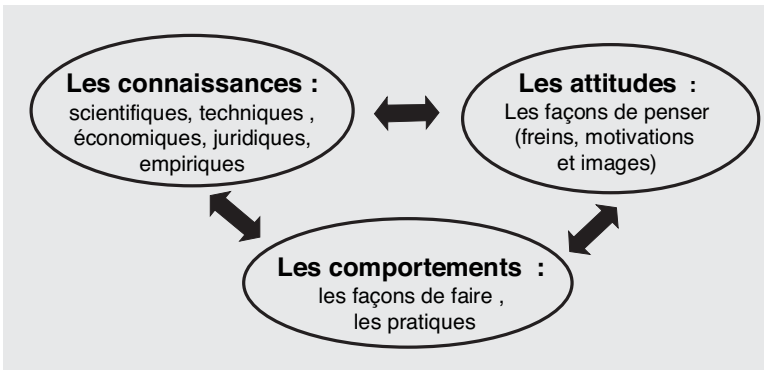 Les connaissances :
scientifiques, techniques ,
économiques, juridiques,
empiriques
Les attitudes :
Les façons de penser
(freins, motivations
et images)
Les comportements :
les façons de faire ,
les pratiques